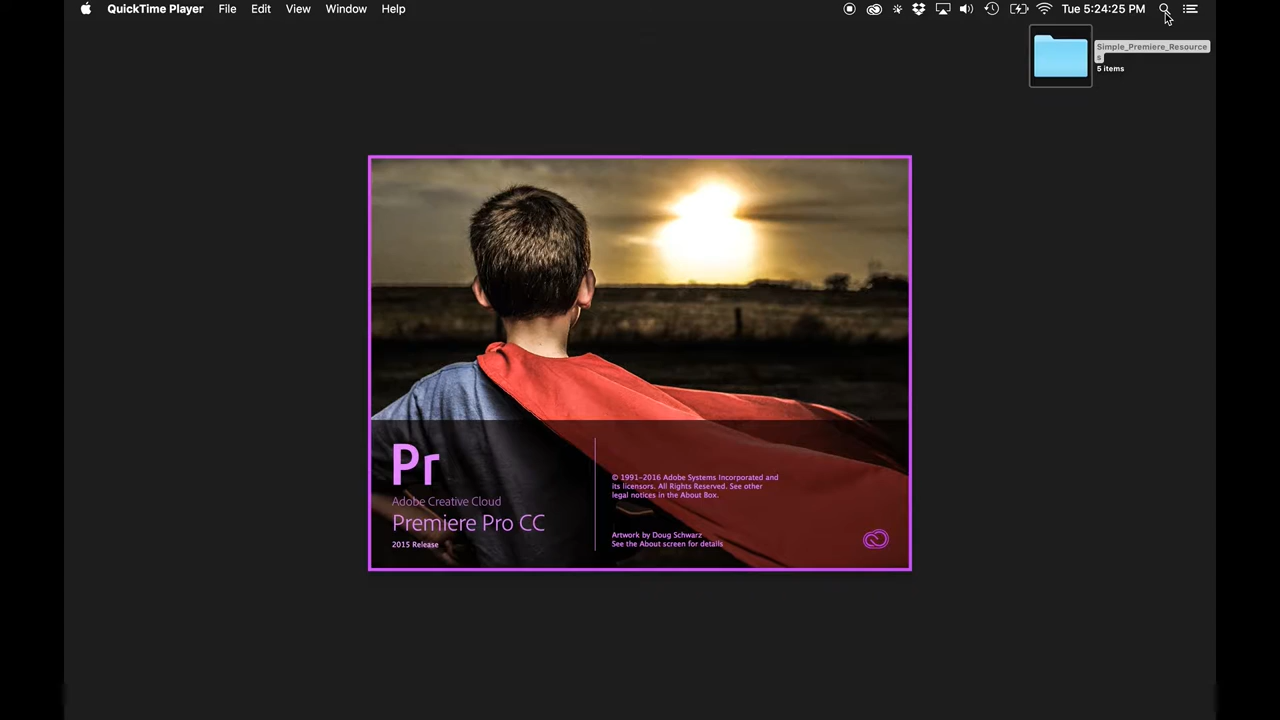 QuickTime Player File Edit View Window Help Tue 5:24:25 PM
Simple_Premiere_Resource
s
5 items
Pr
Adobe Creative Cloud
Premiere Pro CC
2015 Release
© 1991-2016 Adobe Systems Incorporated and
its licensors. All Rights Reserved. See other
legal notices in the About Box.
Artwork by Doug Schwarz
See the About screen for details